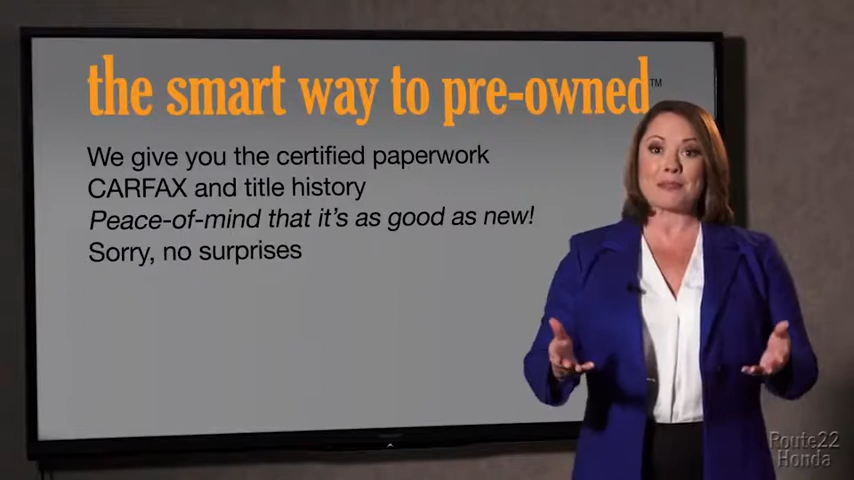 the smart way to pre-owned™
We give you the certified paperwork
CARFAX and title history
Peace-of-mind that it's as good as new!
Sorry, no surprises
Route22
Honda